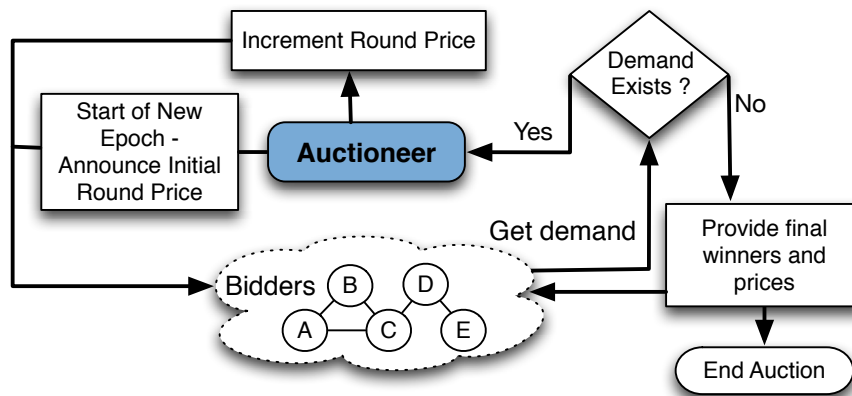 Increment Round Price
Demand
Exists ?
Start of New
Epoch -
Announce Initial
Round Price
Auctioneer
Yes
No
Get demand
Provide final
winners and
prices
Bidders
B
D
A
C
E
End Auction